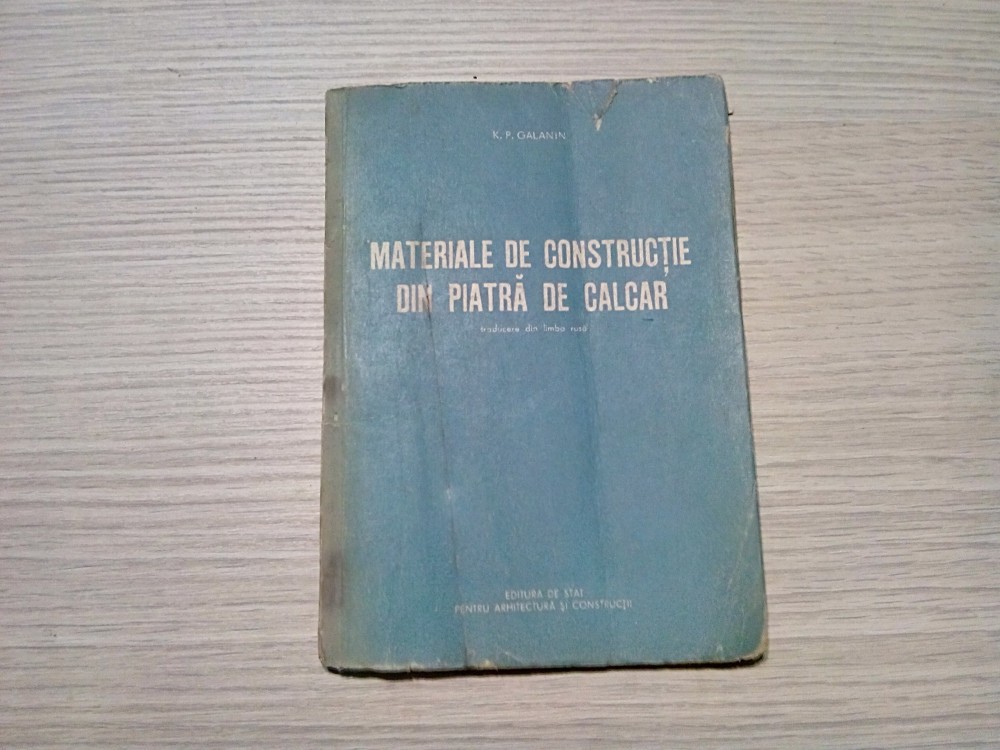 K. P. GALANIN
MATERIALE DE CONSTRUCȚIE
DIN PIATRĂ DE CALCAR
traducere din limba rusă
EDITURA DE STAT
PENTRU ARHITECTURĂ ȘI CONSTRUCȚII